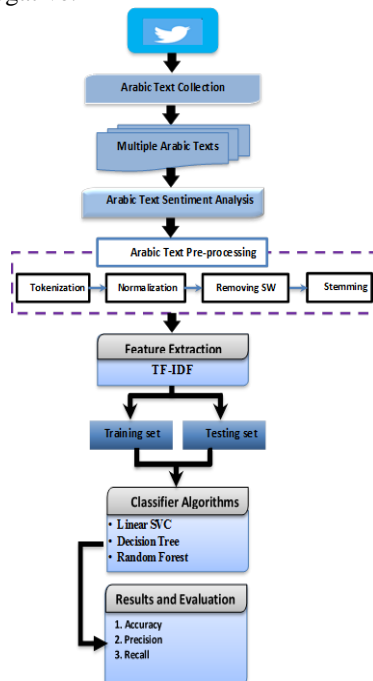 Arabic Text Collection
Multiple Arabic Texts
Arabic Text Sentiment Analysis
Arabic Text Pre-processing
Tokenization
Normalization
Removing SW
Stemming
Feature Extraction
TF-IDF
Training set
Testing set
Classifier Algorithms
• Linear SVC
• Decision Tree
• Random Forest
Results and Evaluation
1. Accuracy
2. Precision
3. Recall